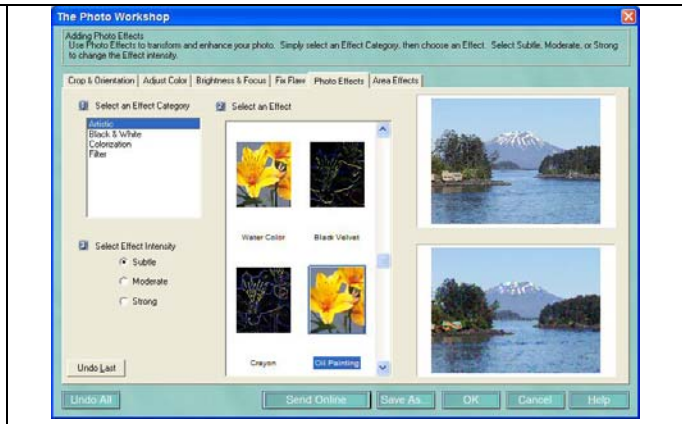 The Photo Workshop
Adding Photo Effects
Use Photo Effects to transform and enhance your photo. Simply select an Effect Category, then choose an Effect. Select Subtle, Moderate, or Strong
to change the Effect intensity.
Crop & Orientation | Adjust Color | Brightness & Focus | Fix Flaw | Photo Effects | Area Effects
1 Select an Effect Category
Artistic
Black & White
Colorization
Filter
2 Select an Effect
Water Color
Black Velvet
Crayon
Oil Painting
3 Select Effect Intensity
Subtle
Moderate
Strong
Undo Last
Undo All
Send Online
Save As
OK
Cancel
Help